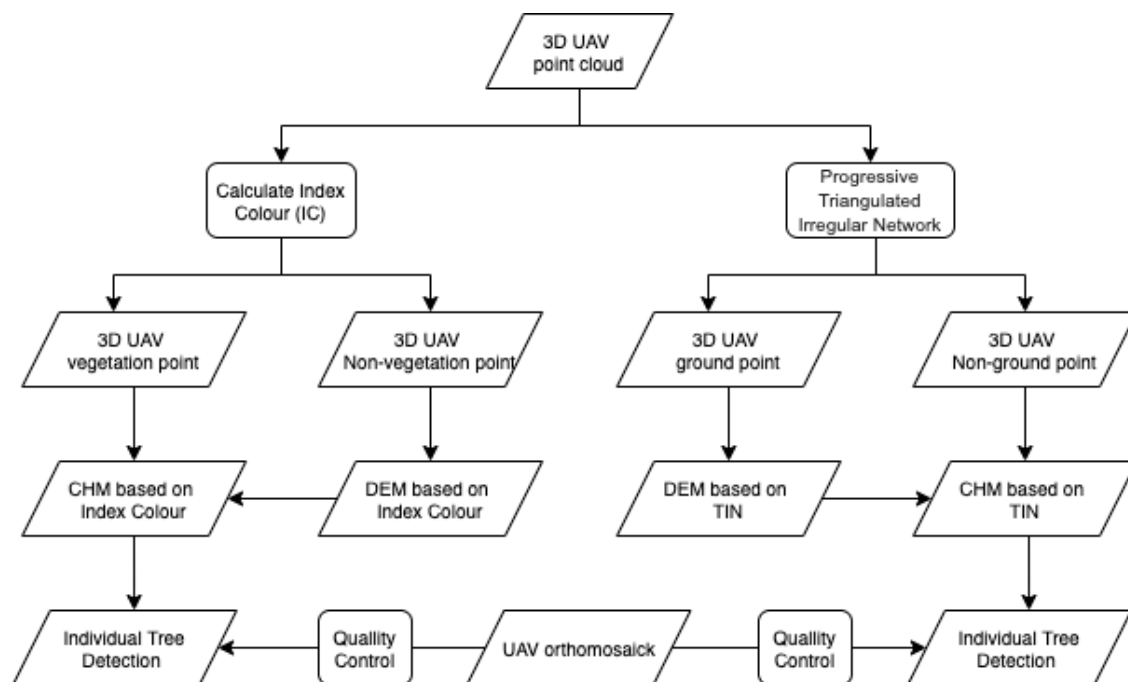 3D UAV
point cloud
Calculate Index
Colour (IC)
Progressive
Triangulated
Irregular Network
3D UAV
vegetation point
3D UAV
Non-vegetation point
3D UAV
ground point
3D UAV
Non-ground point
CHM based on
Index Colour
DEM based on
Index Colour
DEM based on
TIN
CHM based on
TIN
Individual Tree
Detection
Quallity
Control
UAV orthomosaick
Quallity
Control
Individual Tree
Detection